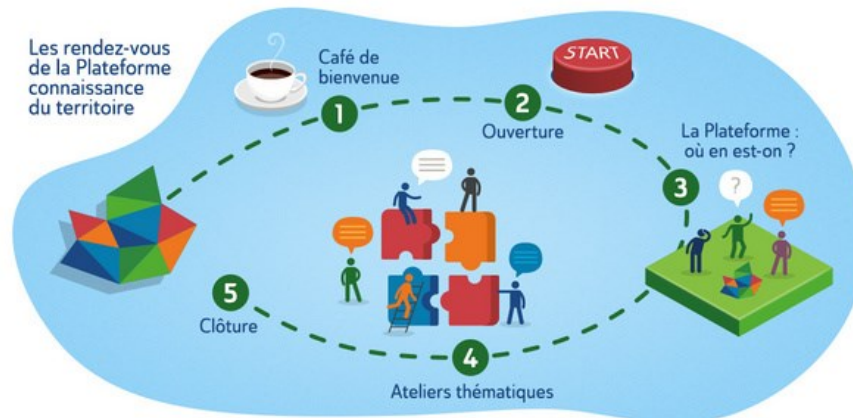 Les rendez-vous
de la Plateforme
connaissance
du territoire
Café de
bienvenue
1
START
2
Ouverture
La Plateforme :
où en est-on ?
3
?
5
Clôture
4
Ateliers thématiques